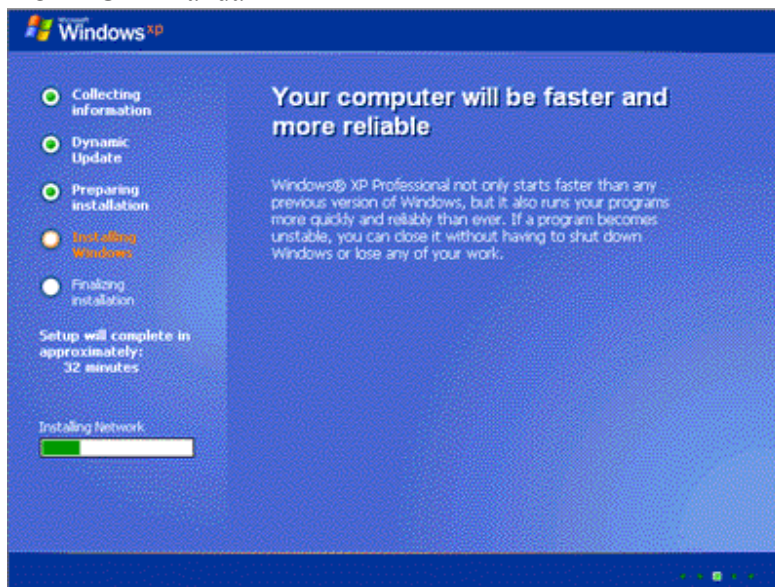 Microsoft
Windows xp
Collecting
information
Dynamic
Update
Preparing
installation
Installing
Windows
Finalizing
installation
Setup will complete in
approximately:
32 minutes
Installing Network
Your computer will be faster and
more reliable
Windows® XP Professional not only starts faster than any
previous version of Windows, but it also runs your programs
more quickly and reliably than ever. If a program becomes
unstable, you can close it without having to shut down
Windows or lose any of your work.